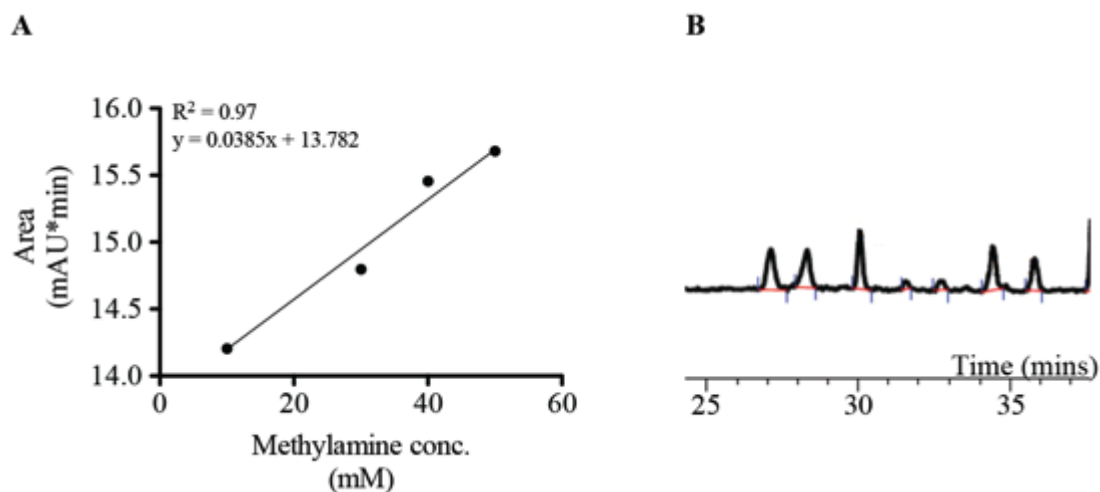 A
B
16.0
15.5
15.0
14.5
14.0
R² = 0.97
y = 0.0385x + 13.782
Area
(mAU*min)
0
20
40
60
Methylamine conc.
(mM)
Time (mins)
25
30
35